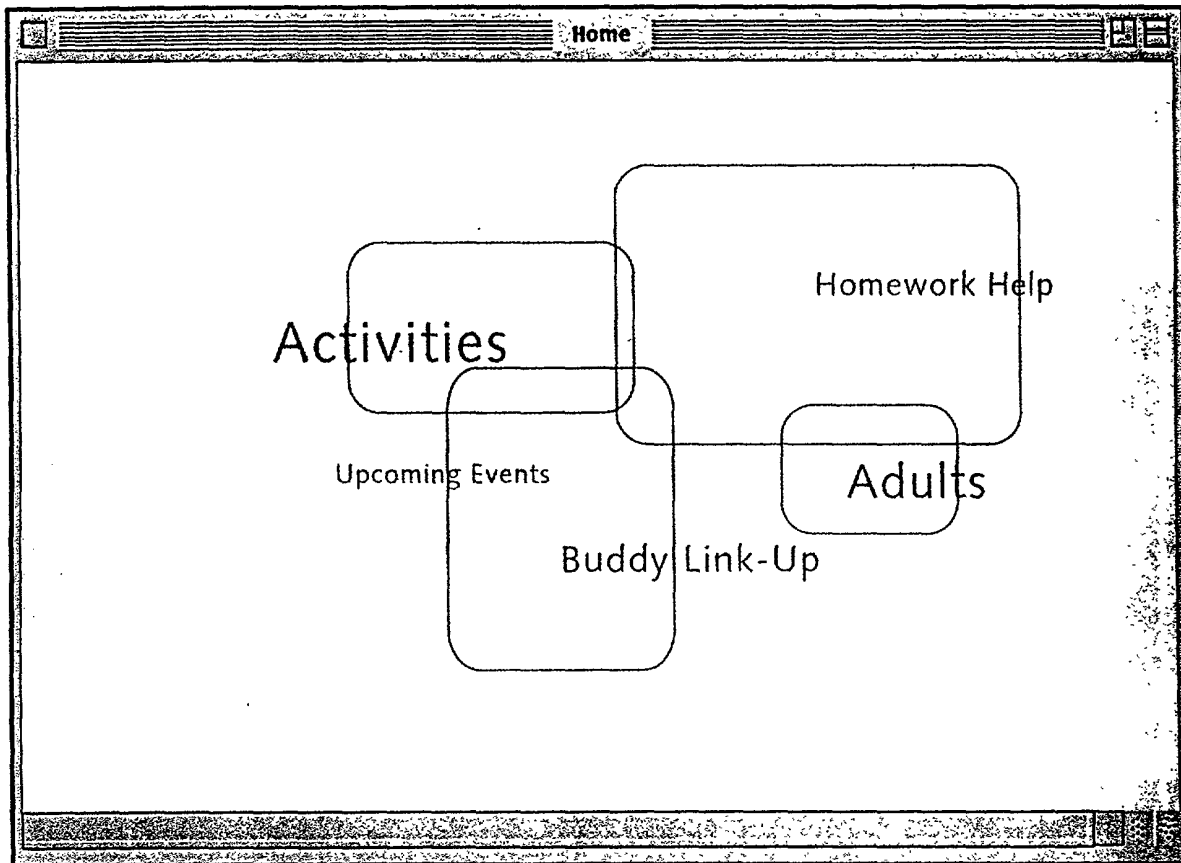 Home
Homework Help
Activities
Upcoming Events
Adults
Buddy Link-Up